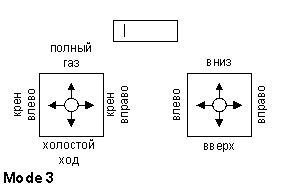 полный
газ
вниз
крен
влево
крен
вправо
влево
вправо
холостой
ход
вверх
Mode 3